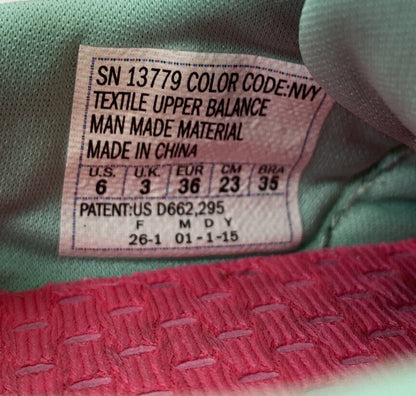 SN 13779 COLOR CODE:NVY
TEXTILE UPPER BALANCE
MAN MADE MATERIAL
MADE IN CHINA
U.S. U.K. EUR CM BRA
6 3 36 23 35
PATENT:US D662,295
F M D Y
26-1 01-1-15